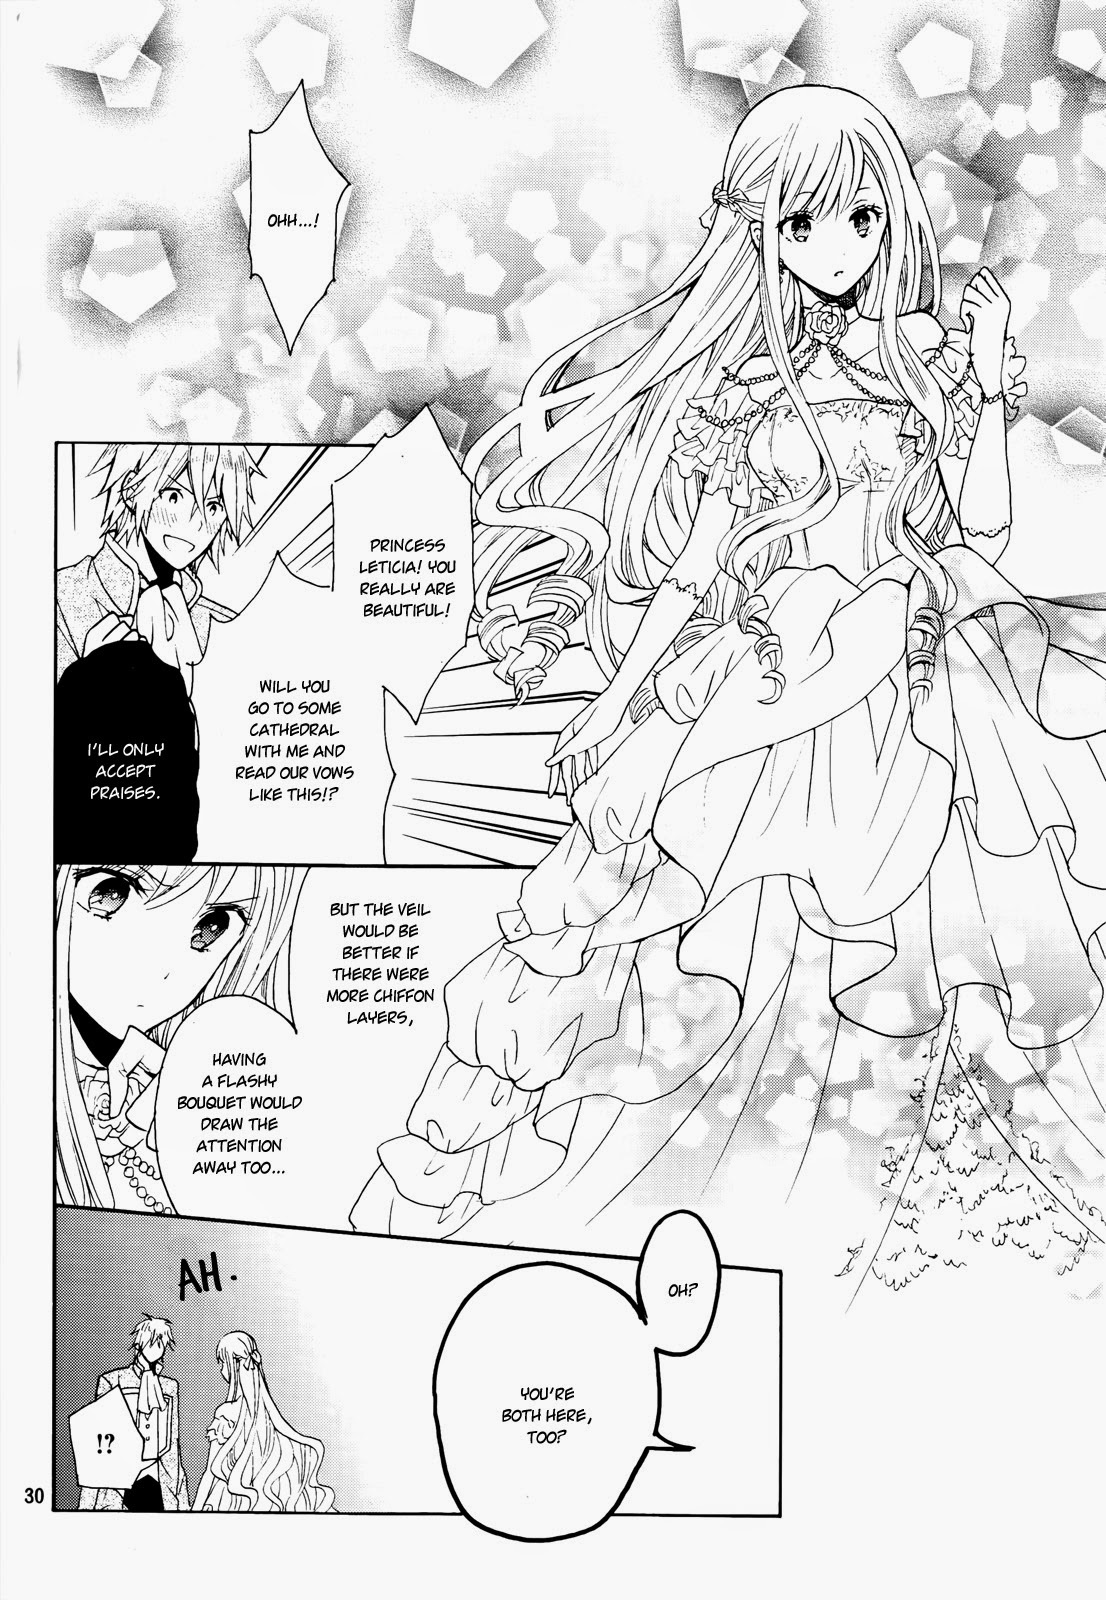 OHH...!
PRINCESS
LETICIA! YOU
REALLY ARE
BEAUTIFUL!
WILL YOU
GO TO SOME
CATHEDRAL
WITH ME AND
READ OUR VOWS
LIKE THIS!?
I'LL ONLY
ACCEPT
PRAISES.
BUT THE VEIL
WOULD BE
BETTER IF
THERE WERE
MORE CHIFFON
LAYERS,
HAVING
A FLASHY
BOUQUET WOULD
DRAW THE
ATTENTION
AWAY TOO...
OH?
YOU'RE
BOTH HERE,
TOO?
AH.
!?
30